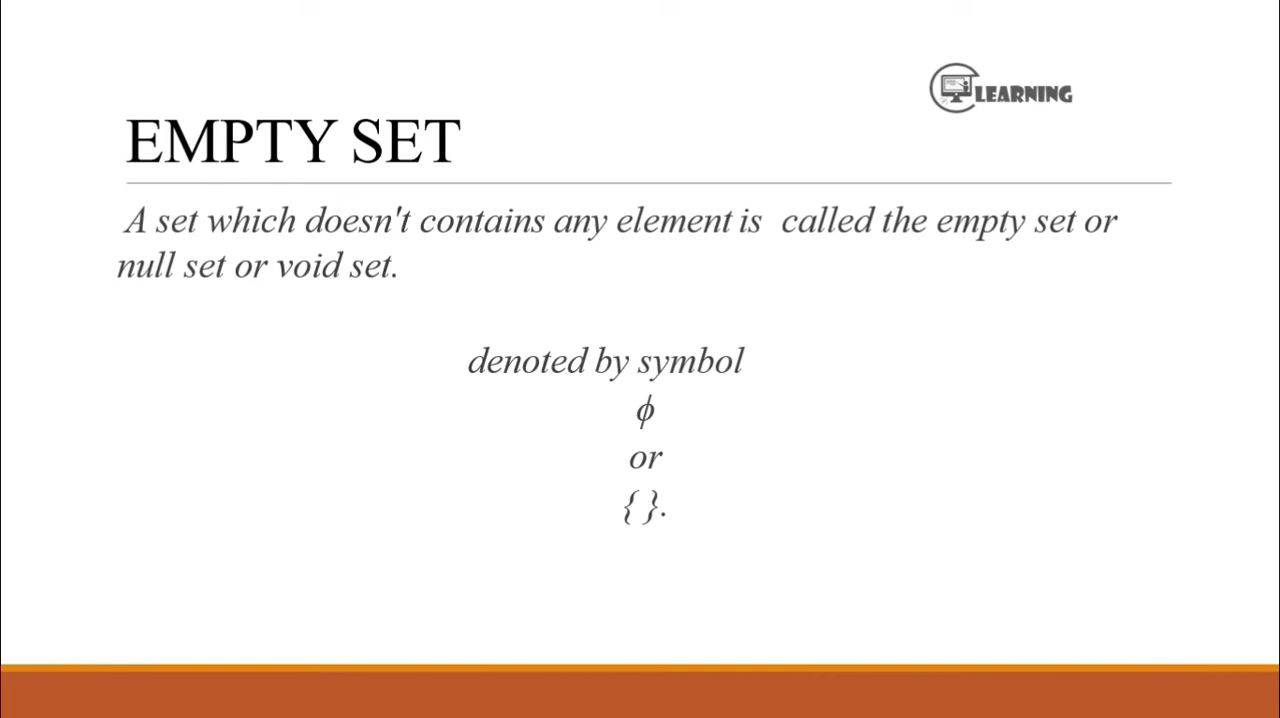 LEARNING
EMPTY SET
A set which doesn't contains any element is called the empty set or
null set or void set.
denoted by symbol
ϕ
or
{ }.